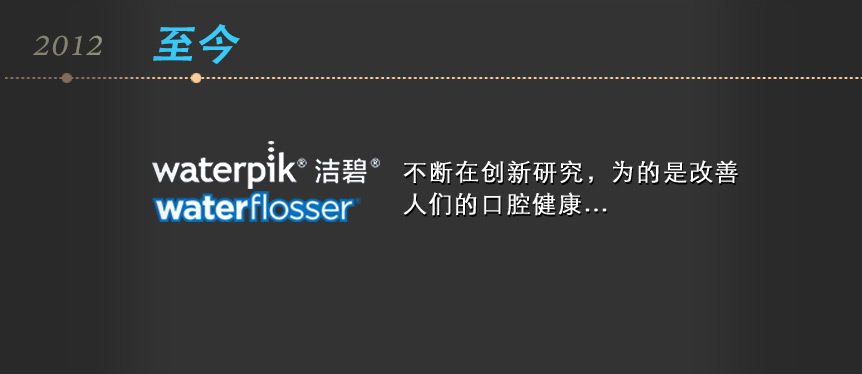 2012 至今
waterpik® 洁碧®
waterflosser
不断在创新研究，为的是改善
人们的口腔健康...